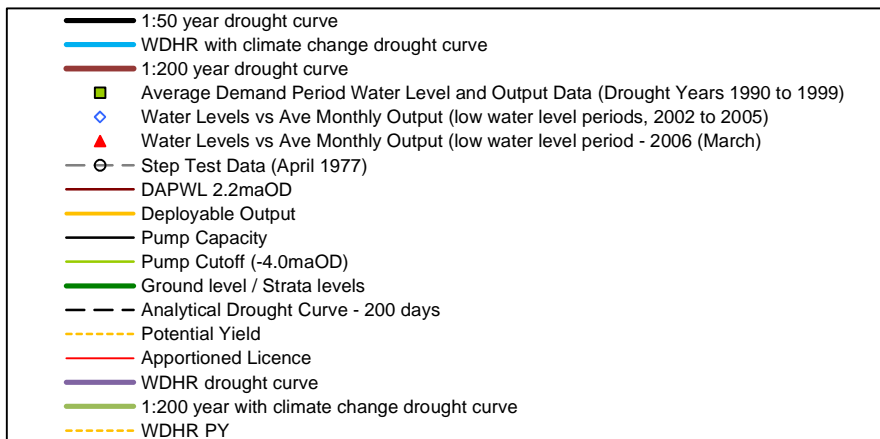 1:50 year drought curve
WDHR with climate change drought curve
1:200 year drought curve
Average Demand Period Water Level and Output Data (Drought Years 1990 to 1999)
Water Levels vs Ave Monthly Output (low water level periods, 2002 to 2005)
Water Levels vs Ave Monthly Output (low water level period - 2006 (March)
Step Test Data (April 1977)
DAPWL 2.2maOD
Deployable Output
Pump Capacity
Pump Cutoff (-4.0maOD)
Ground level / Strata levels
Analytical Drought Curve - 200 days
Potential Yield
Apportioned Licence
WDHR drought curve
1:200 year with climate change drought curve
WDHR PY